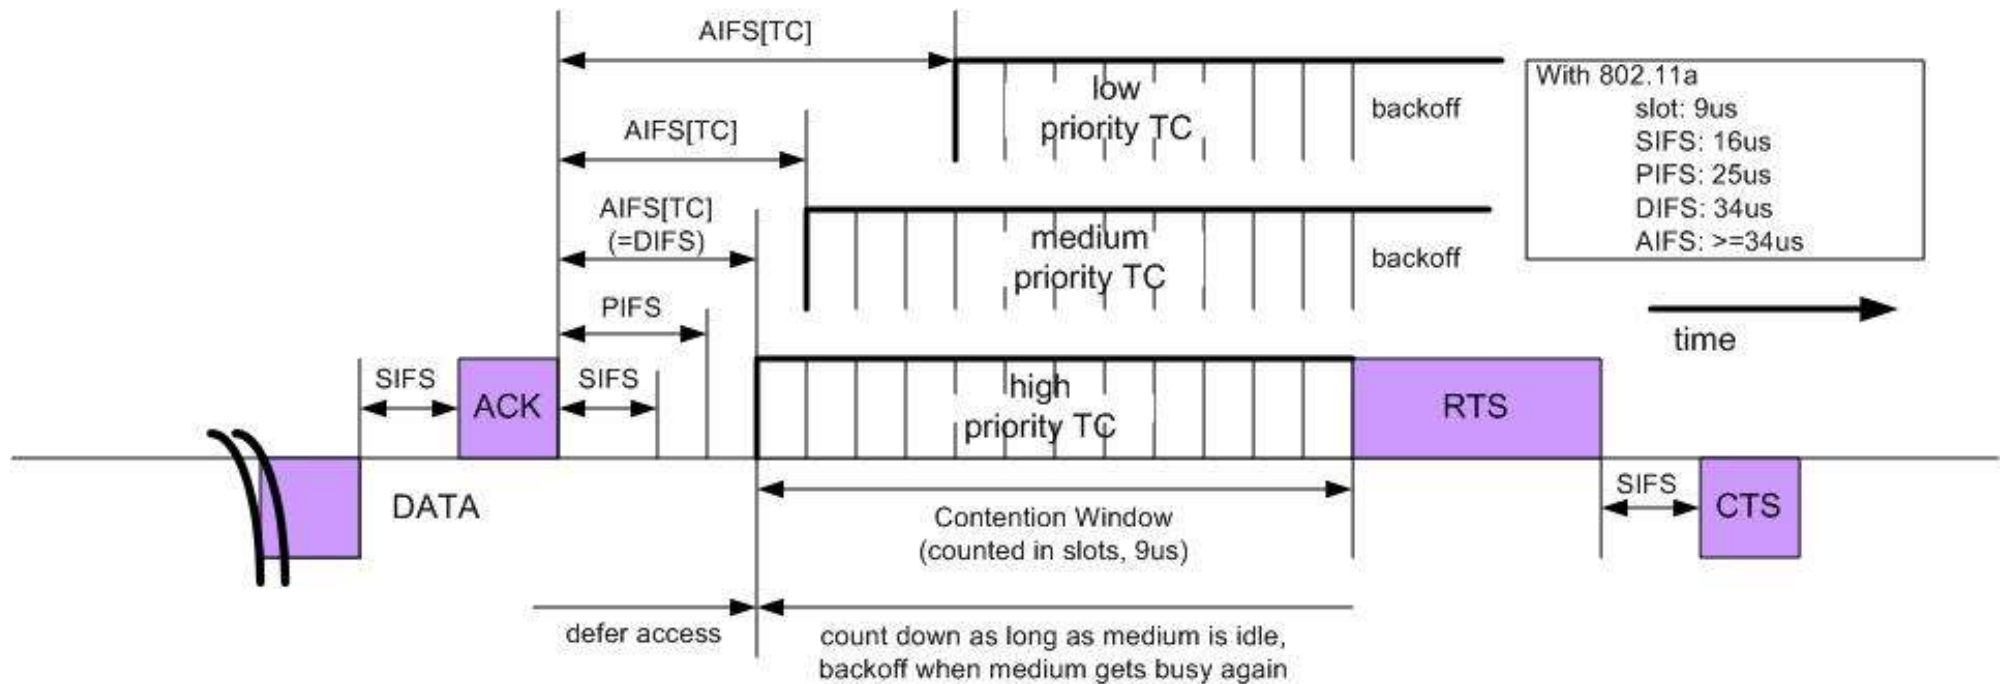 AIFS[TC]
low
priority TC
backoff
With 802.11a
slot: 9us
SIFS: 16us
PIFS: 25us
DIFS: 34us
AIFS: >=34us
AIFS[TC]
AIFS[TC]
(=DIFS)
medium
priority TC
backoff
PIFS
time
SIFS
ACK
SIFS
high
priority TC
RTS
DATA
SIFS
CTS
Contention Window
(counted in slots, 9us)
defer access
count down as long as medium is idle,
backoff when medium gets busy again